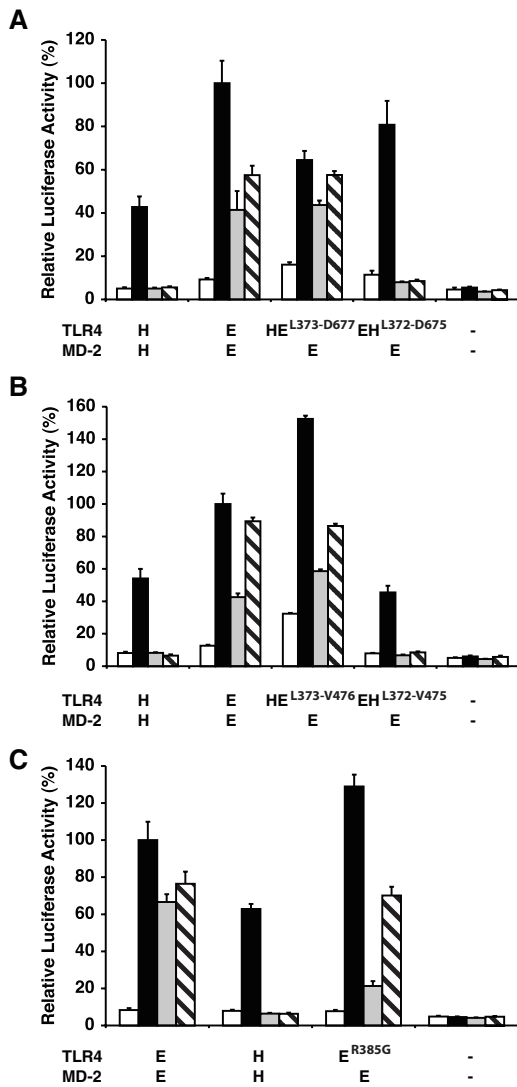 A
Relative Luciferase Activity (%)
120
100
80
60
40
20
0
TLR4 H E HE^L373-D677 EH^L372-D675 -
MD-2 H E E E -
B
Relative Luciferase Activity (%)
160
140
120
100
80
60
40
20
0
TLR4 H E HE^L373-V476 EH^L372-V475 -
MD-2 H E E E -
C
Relative Luciferase Activity (%)
140
120
100
80
60
40
20
0
TLR4 E H E^R385G -
MD-2 E H E -